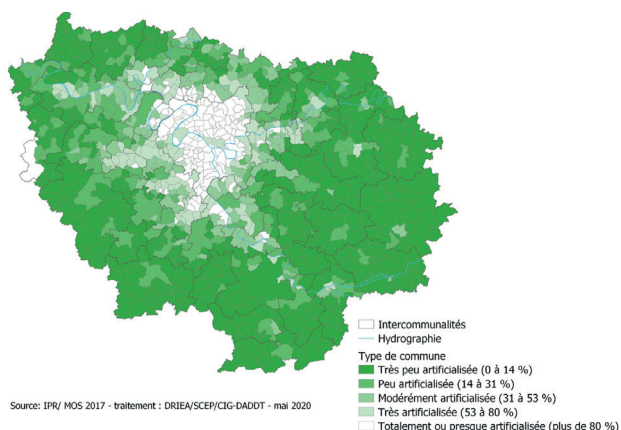 Intercommunalités
Hydrographie
Type de commune
Très peu artificialisée (0 à 14 %)
Peu artificialisée (14 à 31 %)
Modérément artificialisée (31 à 53 %)
Très artificialisée (53 à 80 %)
Totalement ou presque artificialisée (plus de 80 %)
Source: IPR/ MOS 2017 - traitement : DRIEA/SCEP/CIG-DADDT - mai 2020